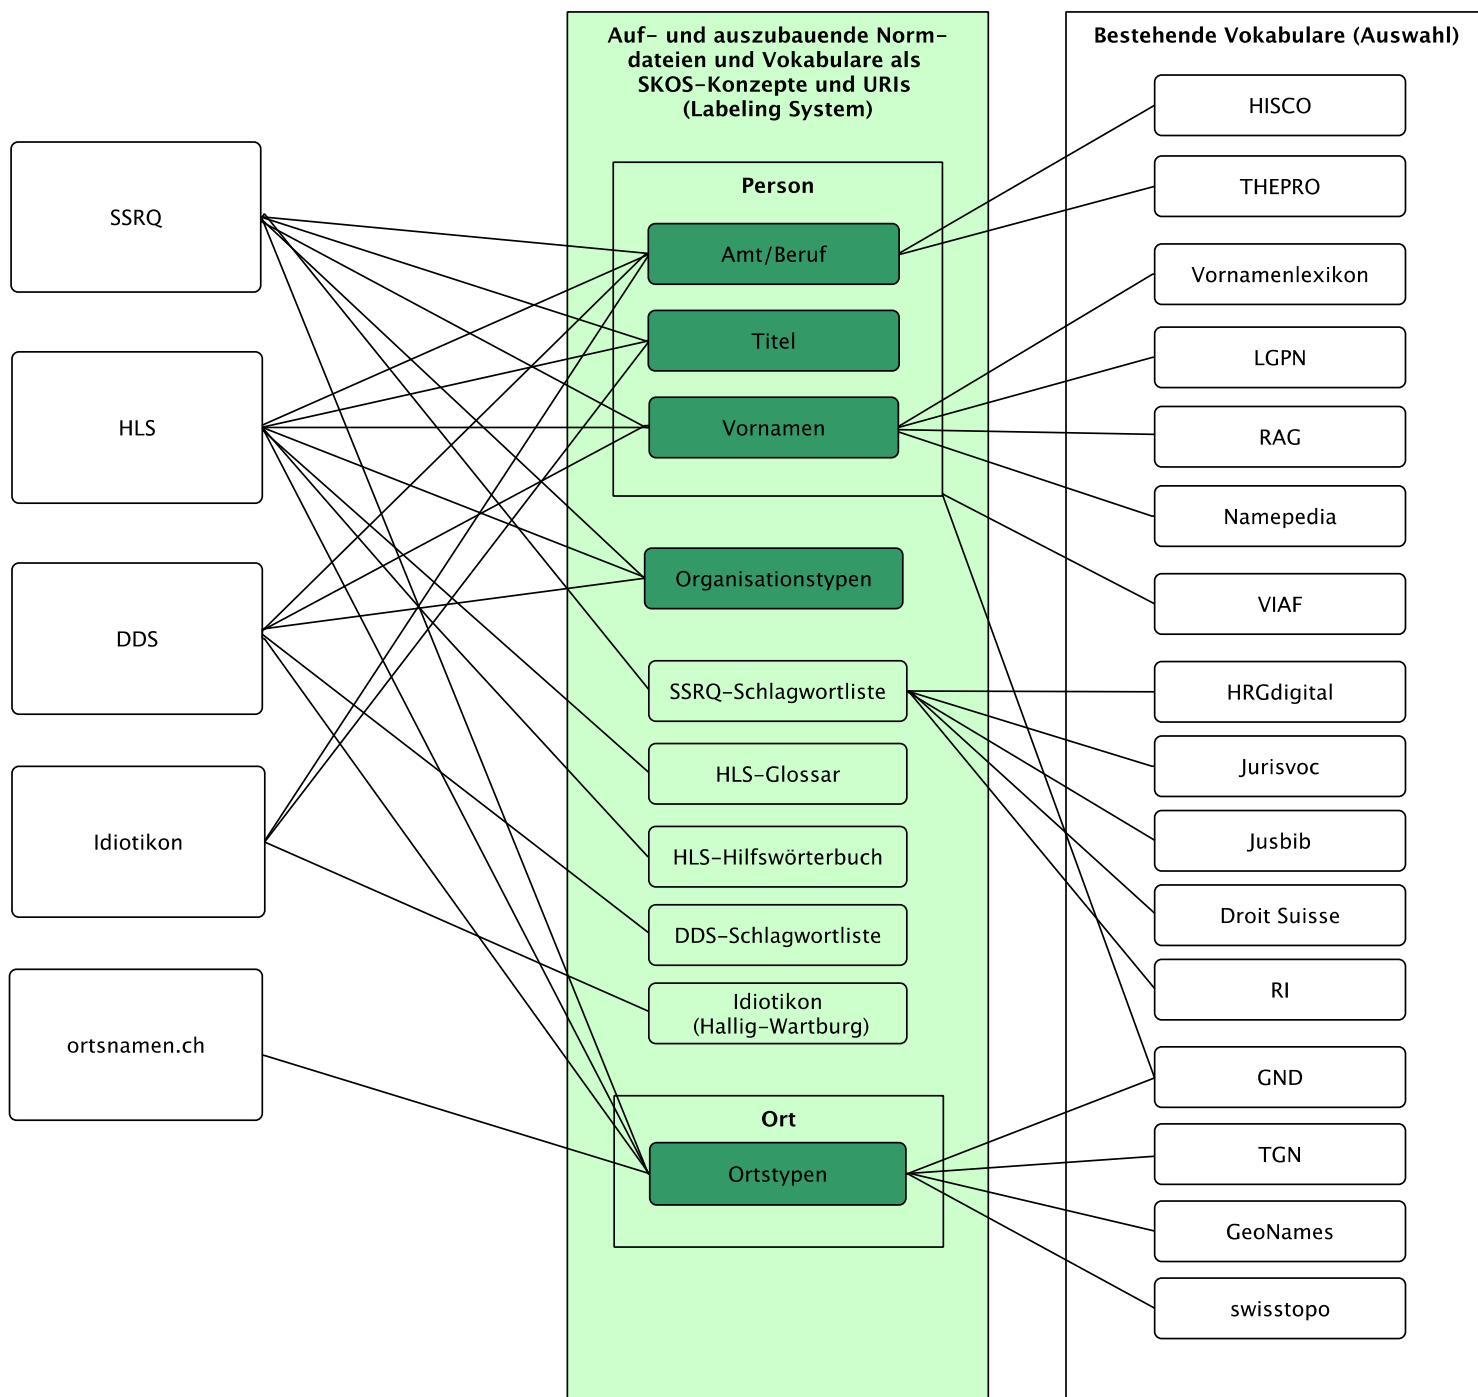 SSRQ
HLS
DDS
Idiotikon
ortsnamen.ch
Auf- und auszubauende Norm-
dateien und Vokabulare als
SKOS-Konzepte und URIs
(Labeling System)
Person
Amt/Beruf
Titel
Vornamen
Organisationstypen
SSRQ-Schlagwortliste
HLS-Glossar
HLS-Hilfswörterbuch
DDS-Schlagwortliste
Idiotikon
(Hallig-Wartburg)
Ort
Ortstypen
Bestehende Vokabulare (Auswahl)
HISCO
THEPRO
Vornamenlexikon
LGPN
RAG
Namepedia
VIAF
HRGdigital
Jurisvoc
Jusbib
Droit Suisse
RI
GND
TGN
GeoNames
swisstopo